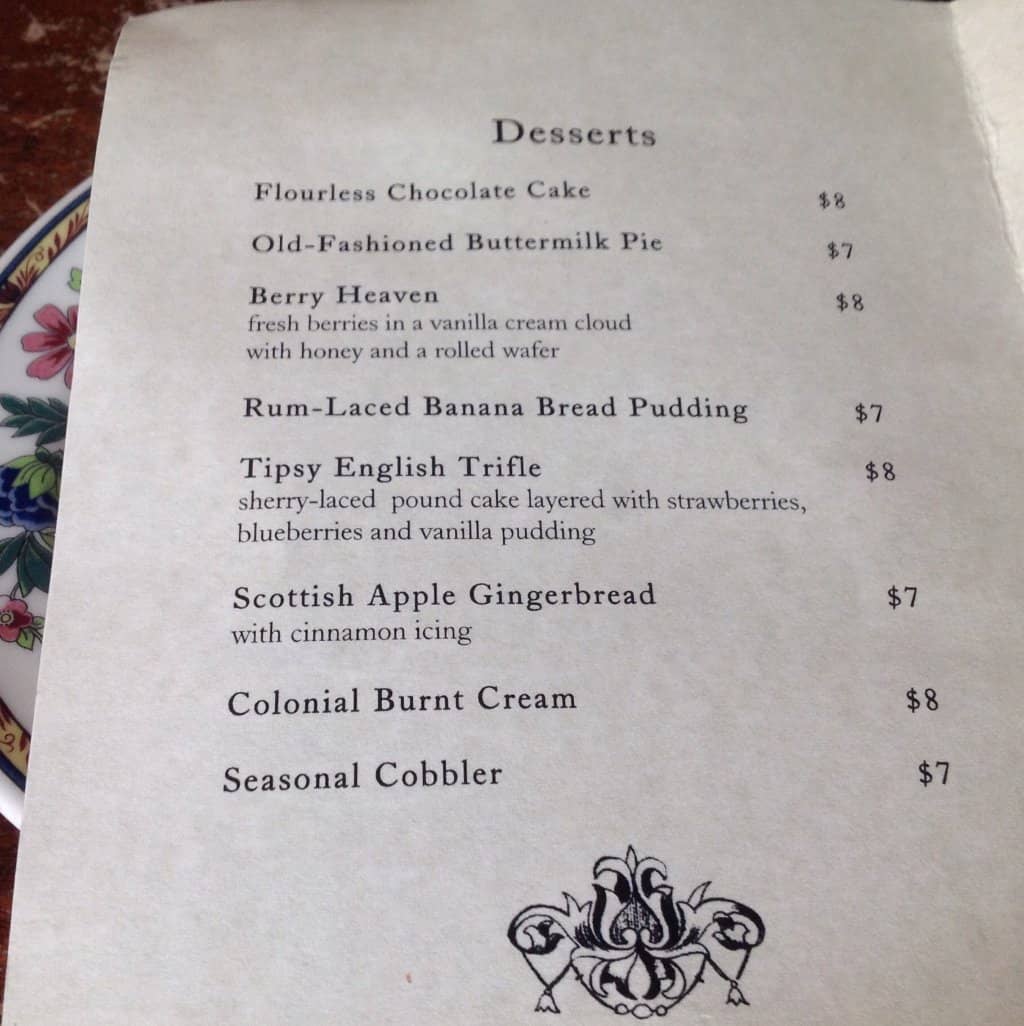 Desserts
Flourless Chocolate Cake $8
Old-Fashioned Buttermilk Pie $7
Berry Heaven $8
fresh berries in a vanilla cream cloud
with honey and a rolled wafer
Rum-Laced Banana Bread Pudding $7
Tipsy English Trifle $8
sherry-laced pound cake layered with strawberries,
blueberries and vanilla pudding
Scottish Apple Gingerbread $7
with cinnamon icing
Colonial Burnt Cream $8
Seasonal Cobbler $7